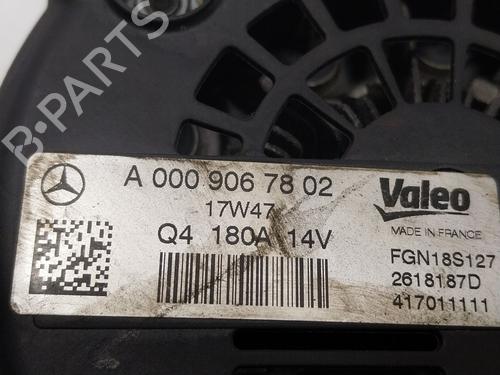 B-PARTS
A 000 906 78 02
17W47
Q4 180A 14V
Valeo
MADE IN FRANCE
FGN18S127
2618187D
417011111